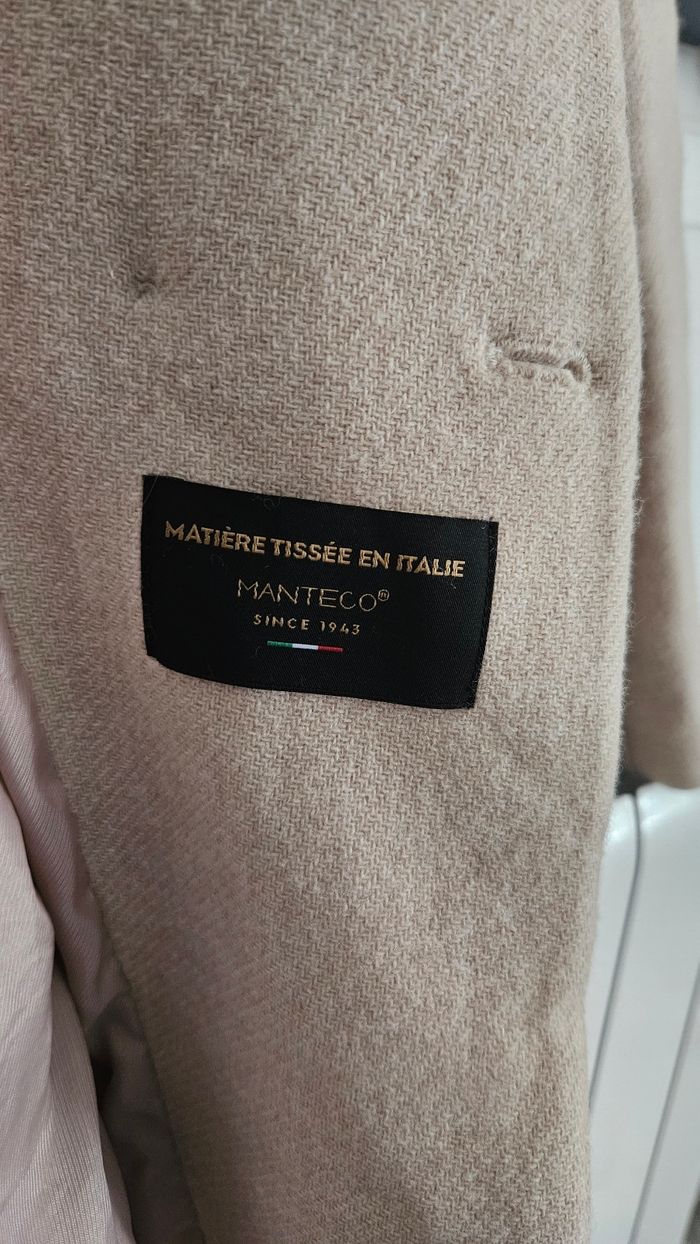 MATIÈRE TISSÉE EN ITALIE
MANTECO®
SINCE 1943